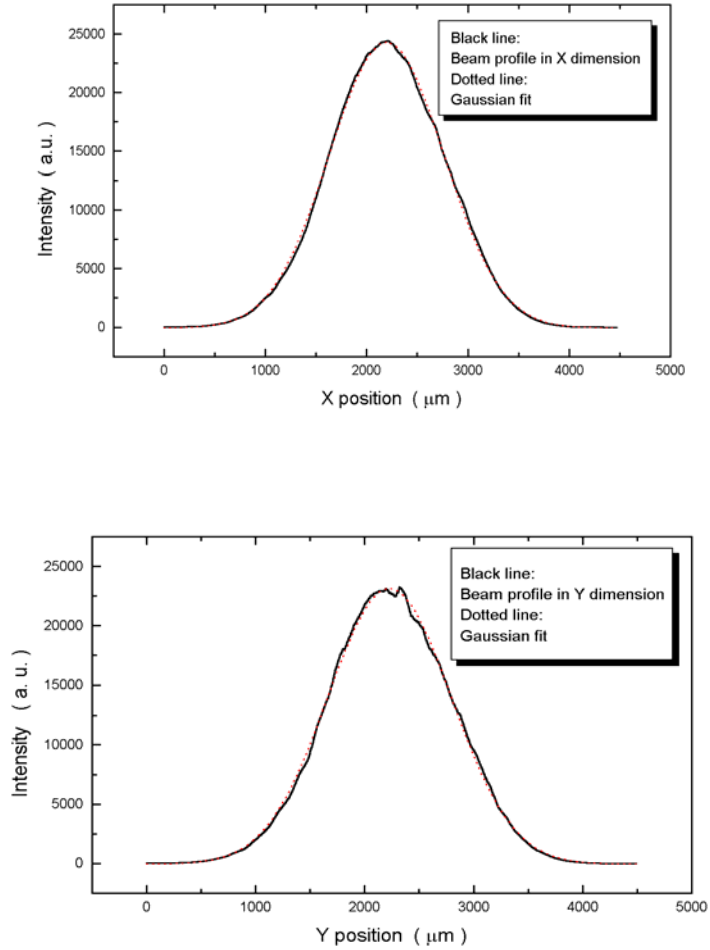 Black line:
Beam profile in X dimension
Dotted line:
Gaussian fit
25000
20000
15000
10000
5000
0
Intensity ( a.u. )
0 1000 2000 3000 4000 5000
X position ( μm )
Black line:
Beam profile in Y dimension
Dotted line:
Gaussian fit
25000
20000
15000
10000
5000
0
Intensity ( a. u. )
0 1000 2000 3000 4000 5000
Y position ( μm )